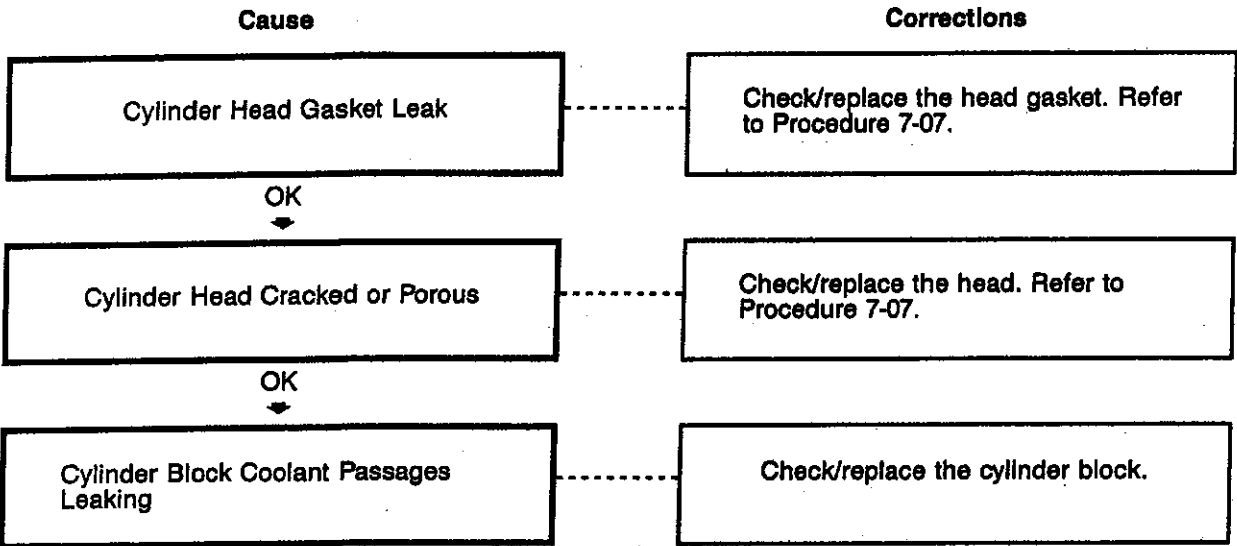 Cause
Corrections
Cylinder Head Gasket Leak
Check/replace the head gasket. Refer
to Procedure 7-07.
OK
Cylinder Head Cracked or Porous
Check/replace the head. Refer to
Procedure 7-07.
OK
Cylinder Block Coolant Passages
Leaking
Check/replace the cylinder block.